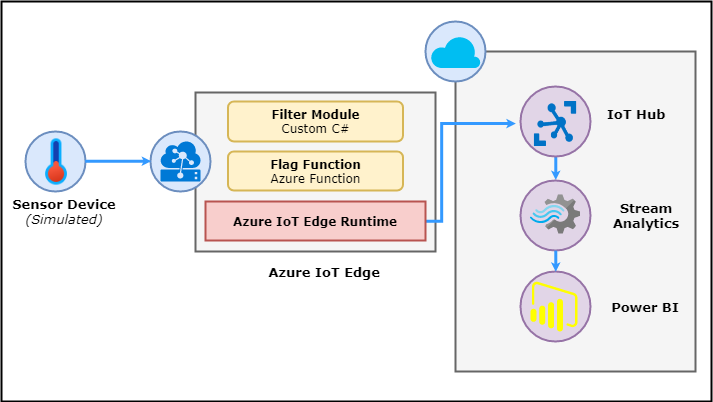 Sensor Device
(Simulated)
Filter Module
Custom C#
Flag Function
Azure Function
Azure IoT Edge Runtime
Azure IoT Edge
IoT Hub
Stream
Analytics
Power BI